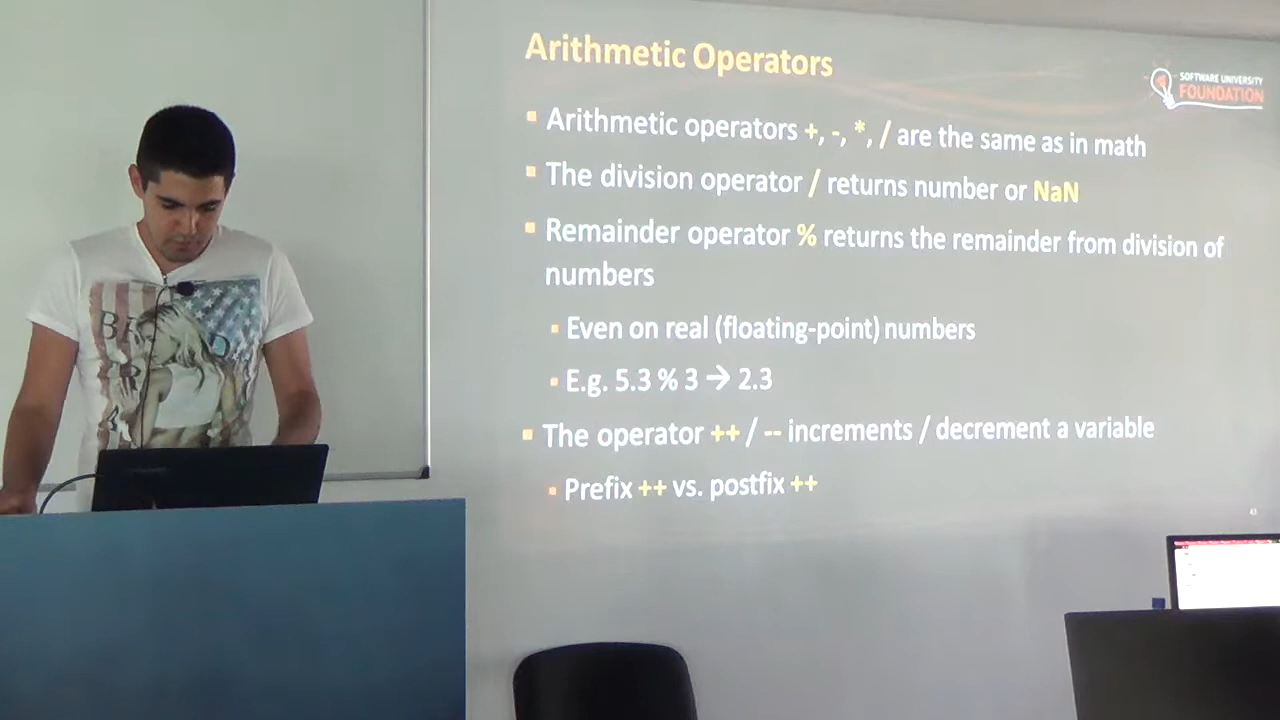 Arithmetic Operators
SOFTWARE UNIVERSITY
FOUNDATION
Arithmetic operators +, -, *, / are the same as in math
The division operator / returns number or NaN
Remainder operator % returns the remainder from division of
numbers
Even on real (floating-point) numbers
E.g. 5.3 % 3 → 2.3
The operator ++ / -- increments / decrement a variable
Prefix ++ vs. postfix ++